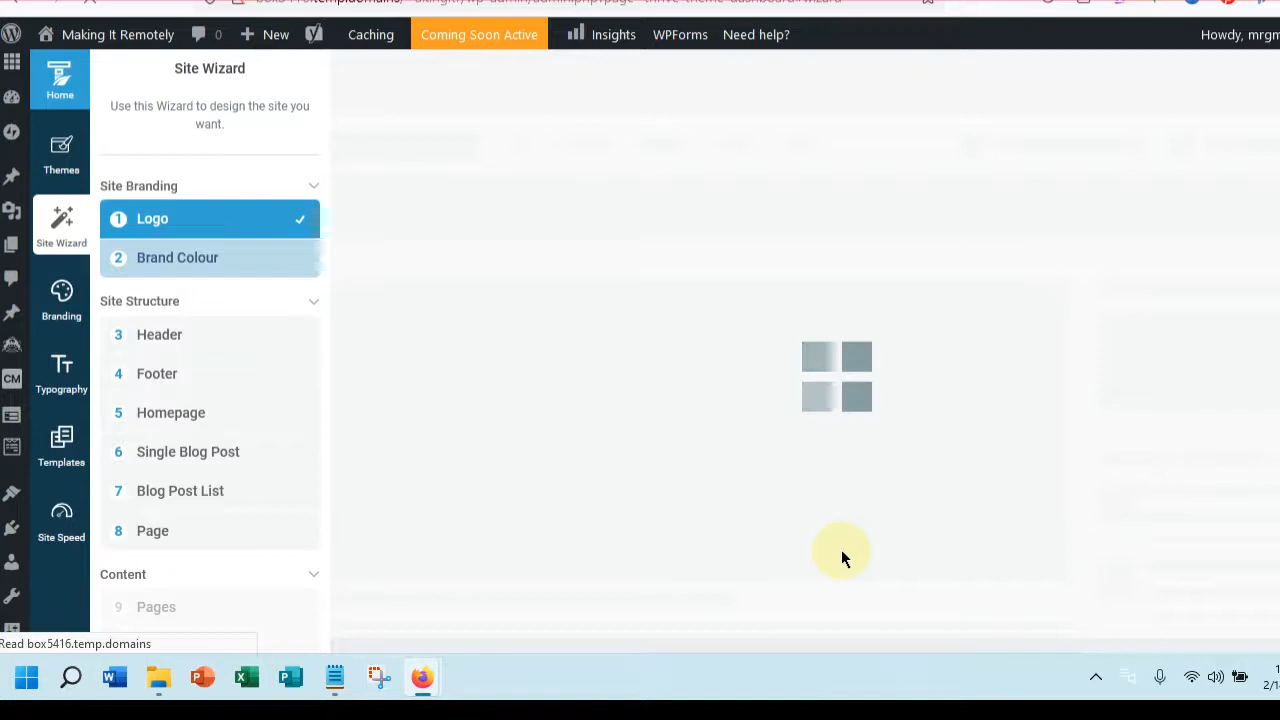 Making It Remotely
0
New
Caching
Coming Soon Active
Insights
WPForms
Need help?
Howdy, mrgm
Home
Themes
Site Wizard
Branding
Typography
Templates
Site Speed
CM
Site Wizard
Use this Wizard to design the site you
want.
Site Branding
1 Logo
2 Brand Colour
Site Structure
3 Header
4 Footer
5 Homepage
6 Single Blog Post
7 Blog Post List
8 Page
Content
9 Pages
Read box5416.temp.domains